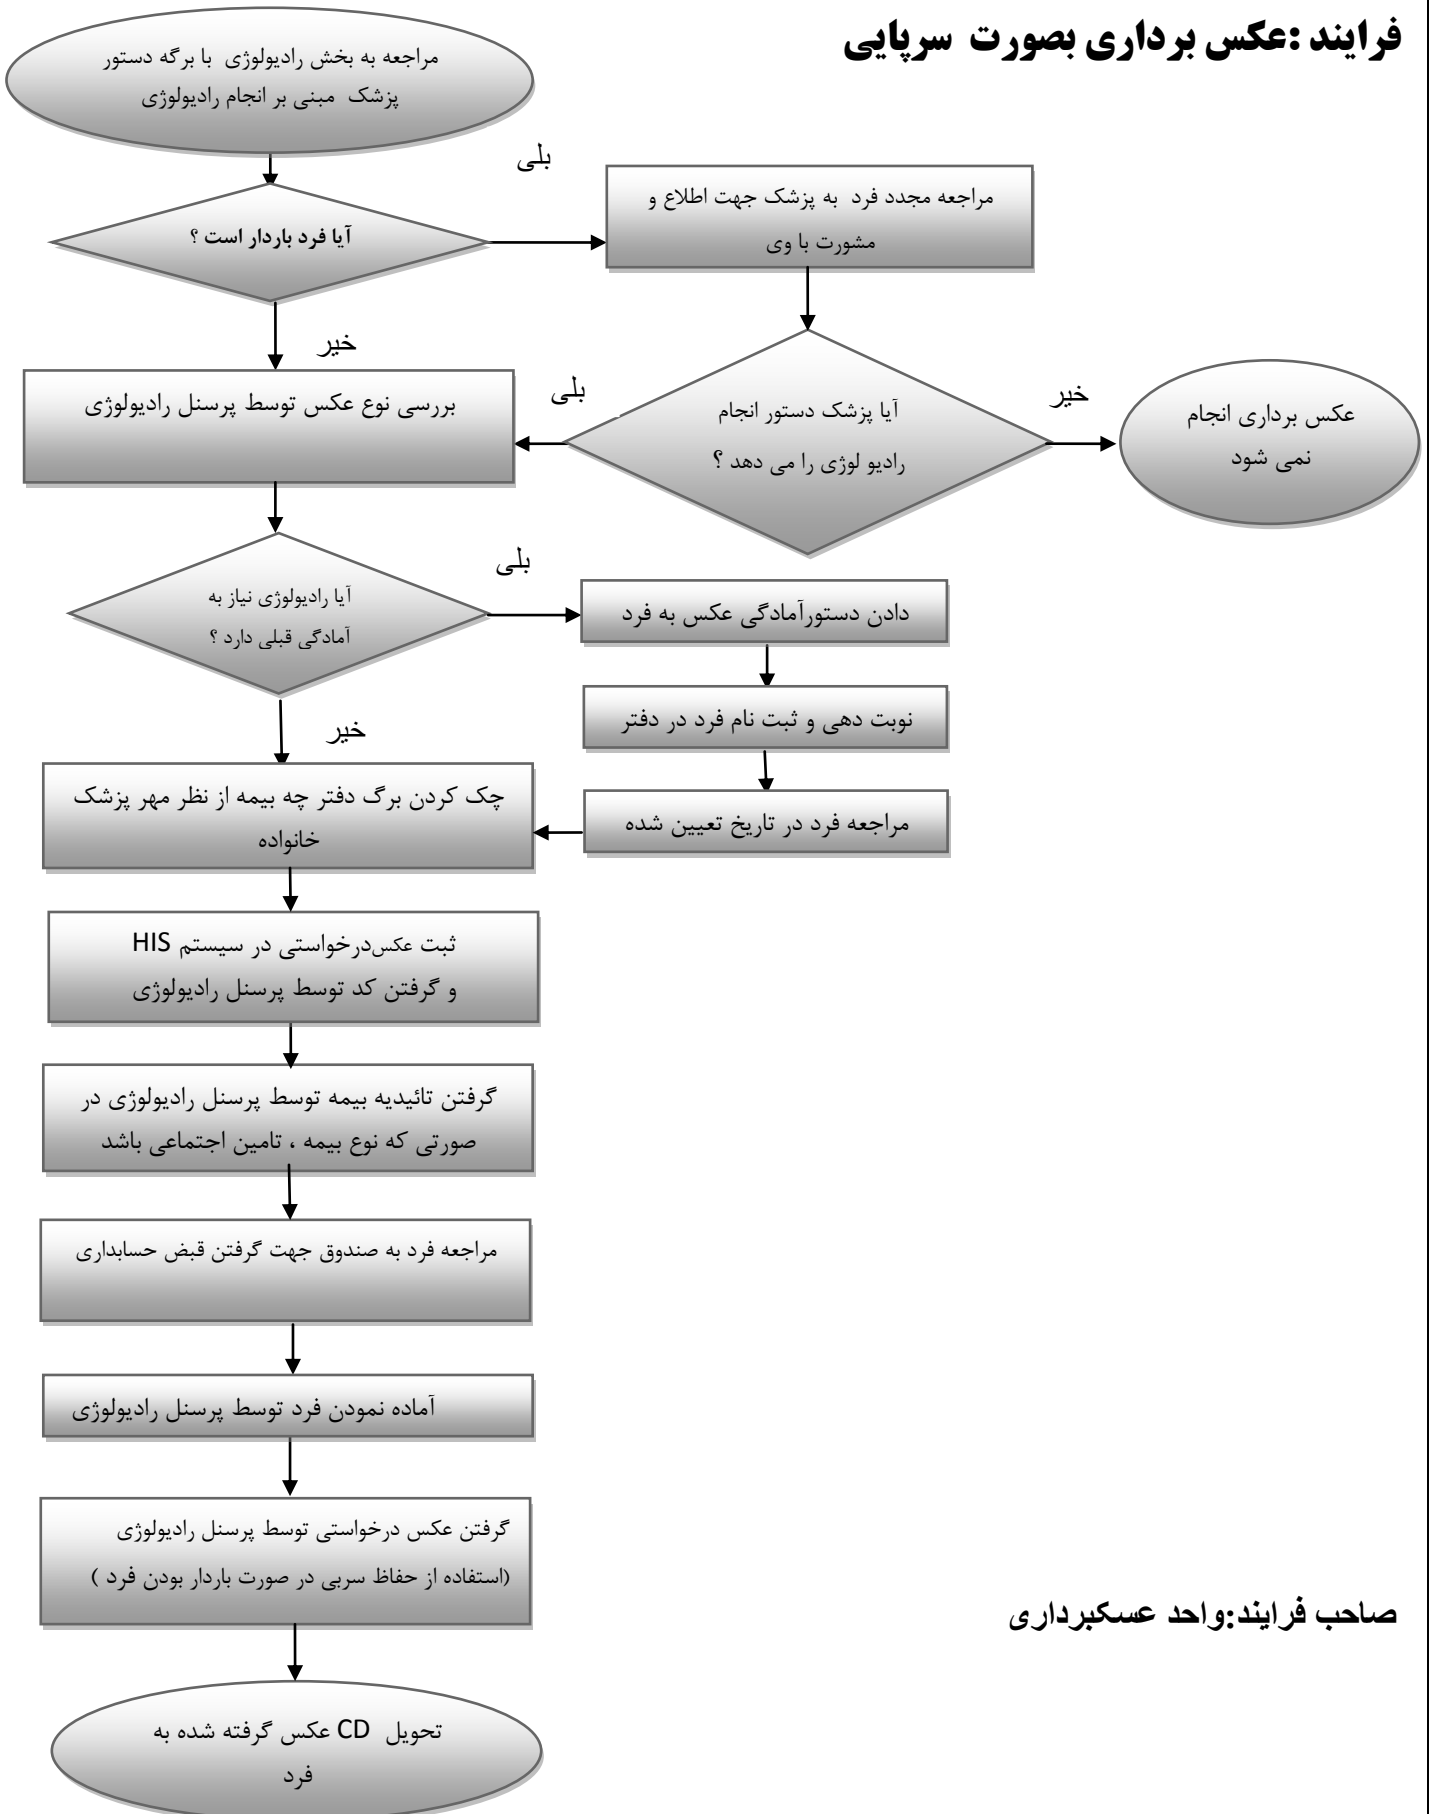 فرایند :عکس برداری بصورت سرپایی
مراجعه به بخش رادیولوژی با برگه دستور
پزشک مبنی بر انجام رادیولوژی
بلی
آیا فرد باردار است ؟
مراجعه مجدد فرد به پزشک جهت اطلاع و
مشورت با وی
خیر
بررسی نوع عکس توسط پرسنل رادیولوژی
بلی
آیا پزشک دستور انجام
رادیو لوژی را می دهد ؟
خیر
عکس برداری انجام
نمی شود
آیا رادیولوژی نیاز به
آمادگی قبلی دارد ؟
بلی
دادن دستورآمادگی عکس به فرد
نوبت دهی و ثبت نام فرد در دفتر
مراجعه فرد در تاریخ تعیین شده
خیر
چک کردن برگ دفتر چه بیمه از نظر مهر پزشک
خانواده
ثبت عکس‌درخواستی در سیستم HIS
و گرفتن کد توسط پرسنل رادیولوژی
گرفتن تائیدیه بیمه توسط پرسنل رادیولوژی در
صورتی که نوع بیمه ، تامین اجتماعی باشد
مراجعه فرد به صندوق جهت گرفتن قبض حسابداری
آماده نمودن فرد توسط پرسنل رادیولوژی
گرفتن عکس درخواستی توسط پرسنل رادیولوژی
(استفاده از حفاظ سربی در صورت باردار بودن فرد )
صاحب فرایند:واحد عسکبرداری
تحویل CD عکس گرفته شده به
فرد